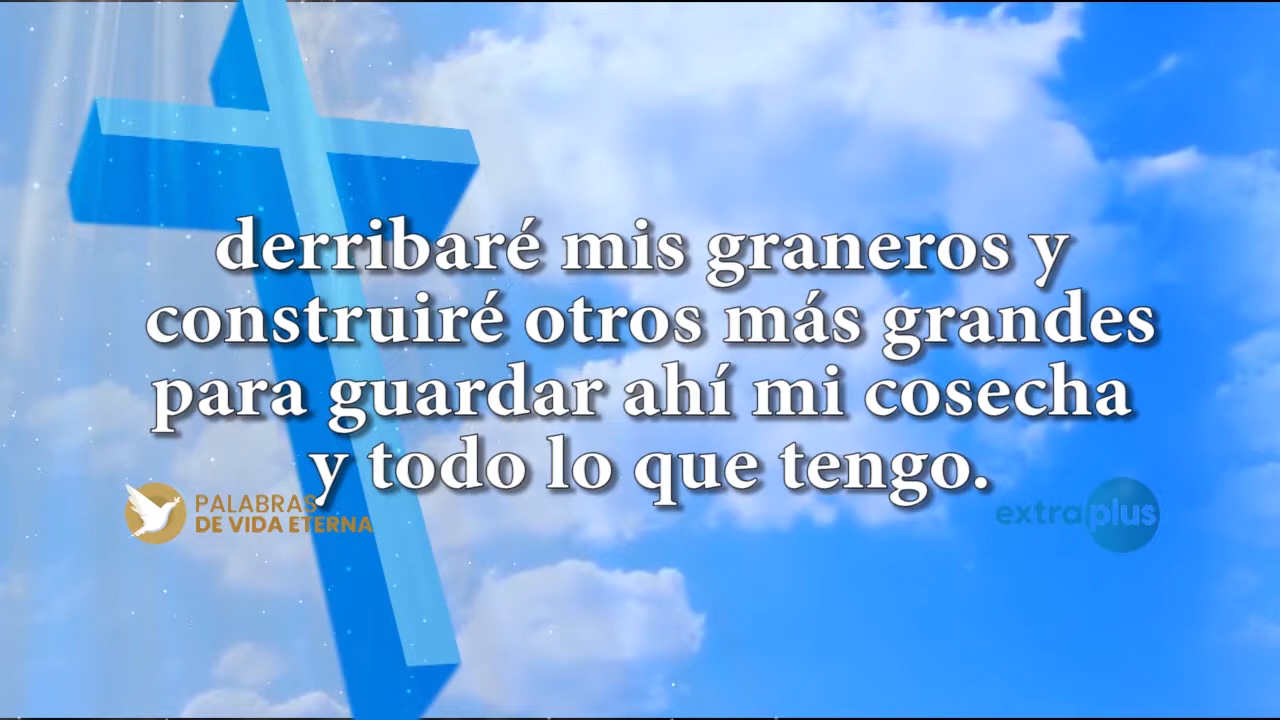 derribaré mis graneros y
construiré otros más grandes
para guardar ahí mi cosecha
y todo lo que tengo.
PALABRAS
DE VIDA ETERNA
extraplus